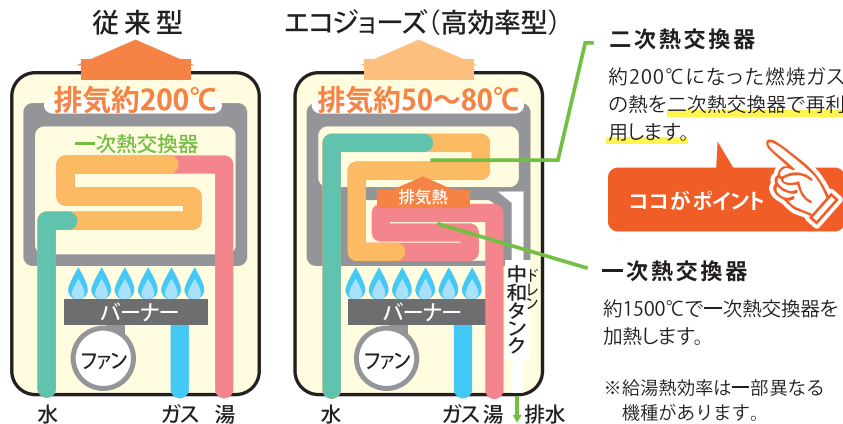 従来型
排気約200℃
一次熱交換器
バーナー
ファン
水
ガス
湯
エコジョーズ（高効率型）
排気約50〜80℃
排気熱
バーナー
ファン
ドレン
中和タンク
水
ガス
湯
排水
二次熱交換器
約200℃になった燃焼ガス
の熱を二次熱交換器で再利
用します。
ココがポイント
一次熱交換器
約1500℃で一次熱交換器を
加熱します。
※給湯熱効率は一部異なる
機種があります。